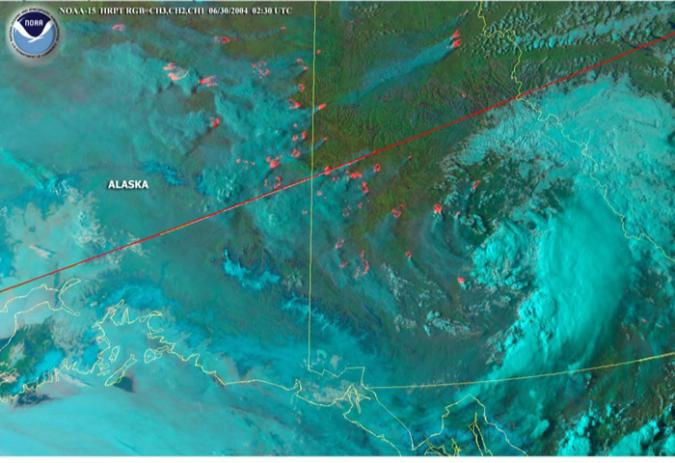 NOAA-15 HRPT RGB=CH3,CH2,CH1 06/30/2004 02:30 UTC
NOAA
ALASKA